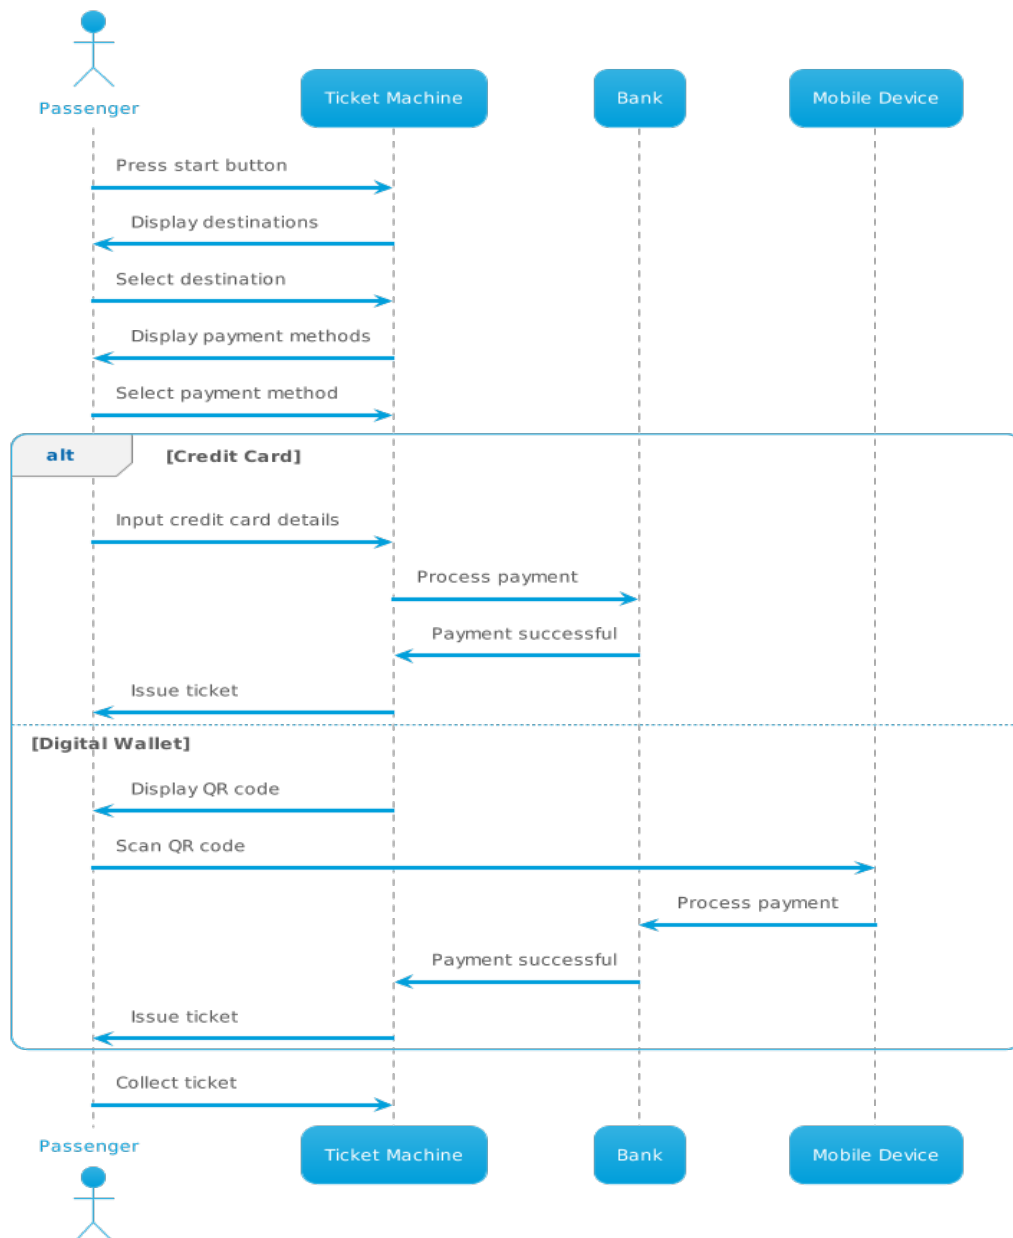 Passenger
Ticket Machine
Bank
Mobile Device
Press start button
Display destinations
Select destination
Display payment methods
Select payment method
alt
[Credit Card]
Input credit card details
Process payment
Payment successful
Issue ticket
[Digital Wallet]
Display QR code
Scan QR code
Process payment
Payment successful
Issue ticket
Collect ticket
Passenger
Ticket Machine
Bank
Mobile Device